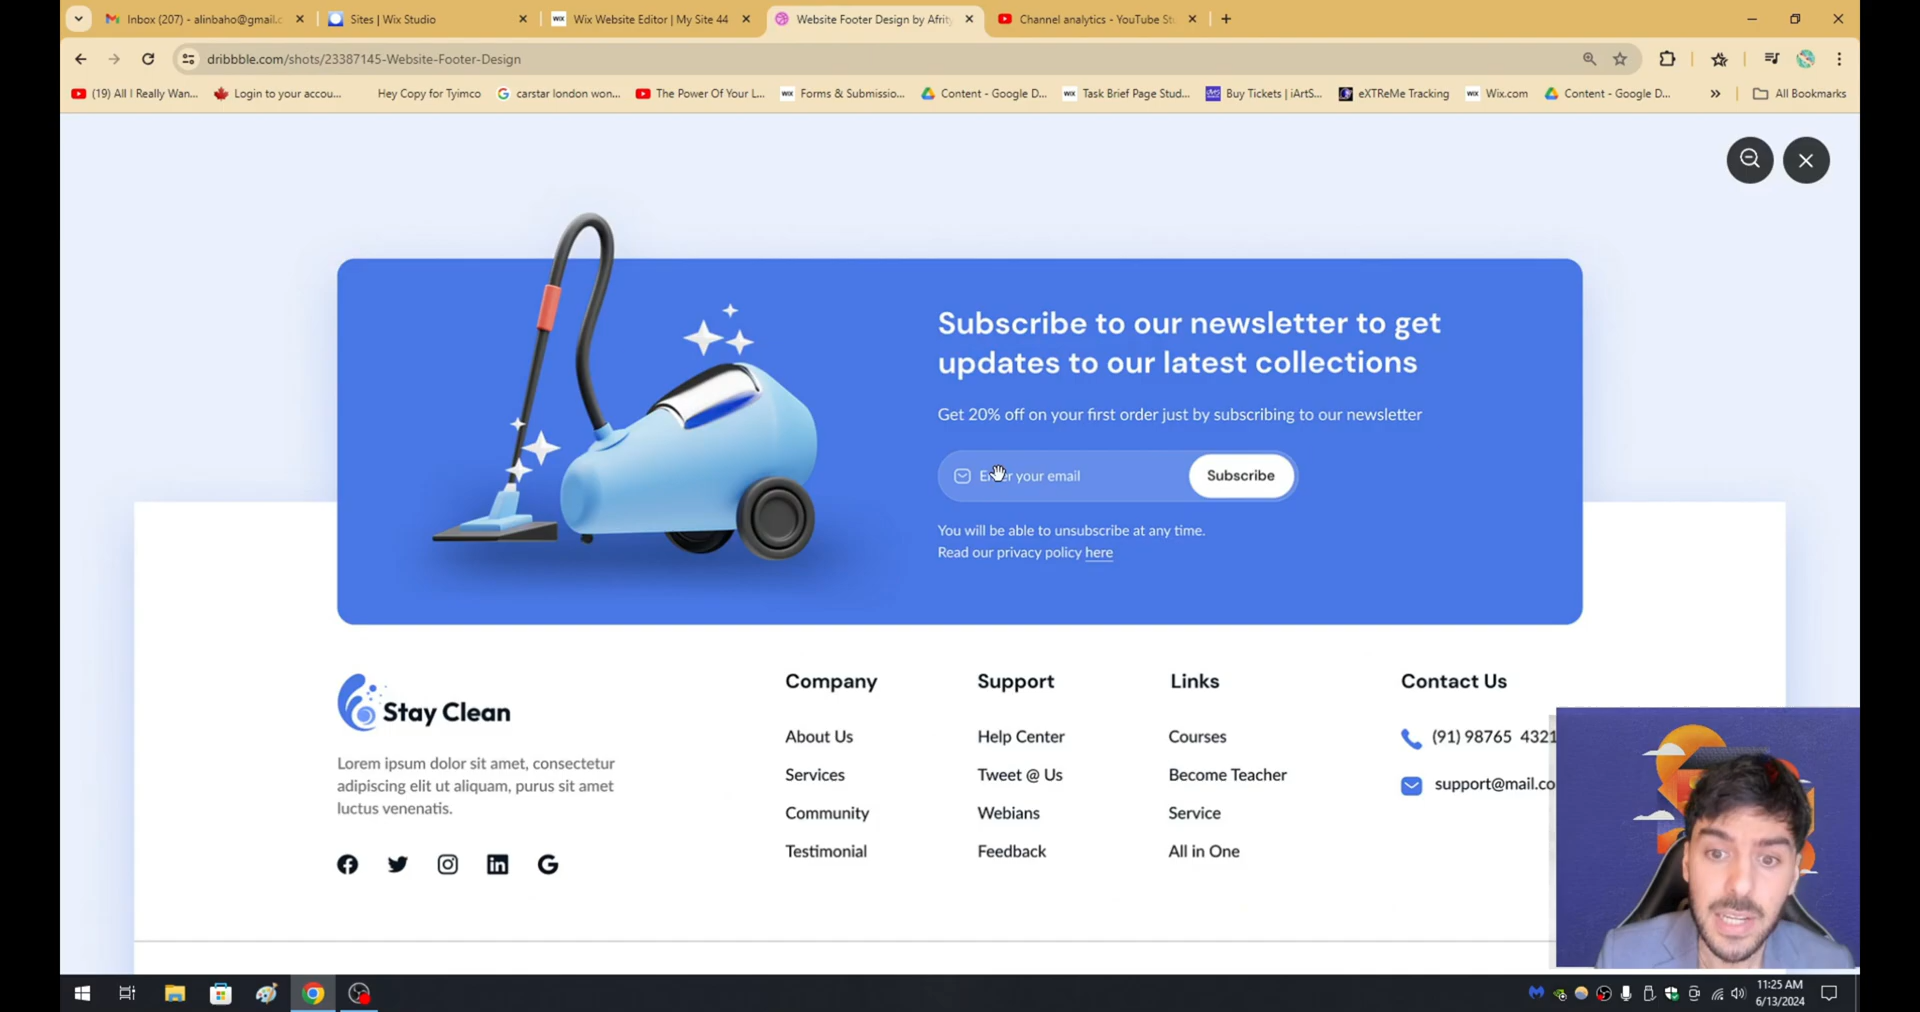 Inbox (207) - alinbaho@gmail.c
Sites | Wix Studio
WIX Wix Website Editor | My Site 44
Website Footer Design by Afrity
Channel analytics - YouTube St
dribbble.com/shots/23387145-Website-Footer-Design
(19) All I Really Wan...
Login to your accou...
Hey Copy for Tyimco
carstar london won...
The Power Of Your L...
WIX Forms & Submissio...
Content - Google D...
WIX Task Brief Page Stud...
Buy Tickets | iArtS...
eXTReMe Tracking
WIX Wix.com
Content - Google D...
All Bookmarks
Subscribe to our newsletter to get
updates to our latest collections
Get 20% off on your first order just by subscribing to our newsletter
Enter your email
Subscribe
You will be able to unsubscribe at any time.
Read our privacy policy here
Stay Clean
Lorem ipsum dolor sit amet, consectetur
adipiscing elit ut aliquam, purus sit amet
luctus venenatis.
Company
About Us
Services
Community
Testimonial
Support
Help Center
Tweet @ Us
Webians
Feedback
Links
Courses
Become Teacher
Service
All in One
Contact Us
(91) 98765 4321
support@mail.co
11:25 AM
6/13/2024